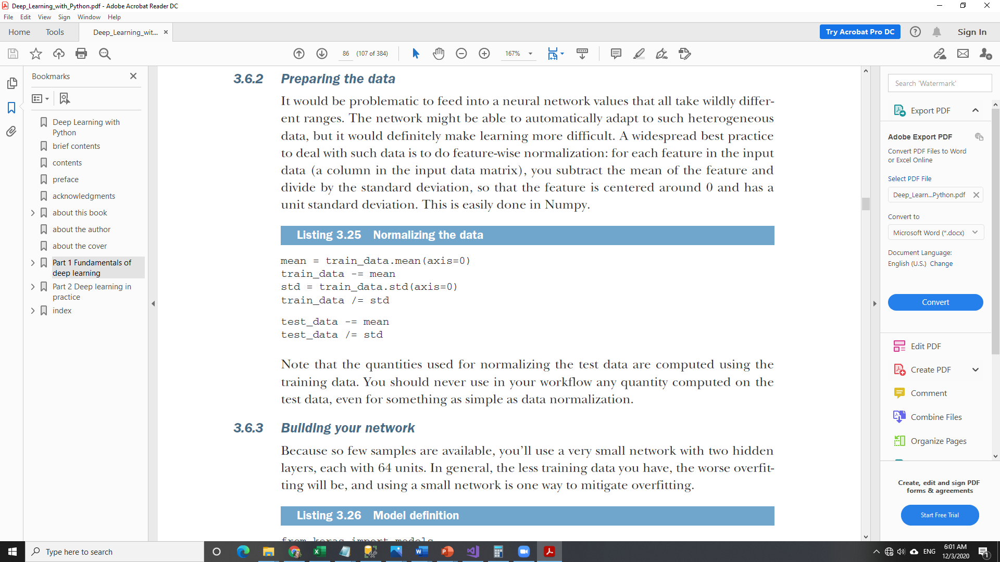 Deep_Learning_with_Python.pdf - Adobe Acrobat Reader DC
File Edit View Sign Window Help
Home Tools Deep_Learning_wit... ×
Try Acrobat Pro DC
Sign In
86 (107 of 384)
167%
Bookmarks
Deep Learning with
Python
brief contents
contents
preface
acknowledgments
about this book
about the author
about the cover
Part 1 Fundamentals of
deep learning
Part 2 Deep learning in
practice
index
3.6.2 Preparing the data
It would be problematic to feed into a neural network values that all take wildly differ-
ent ranges. The network might be able to automatically adapt to such heterogeneous
data, but it would definitely make learning more difficult. A widespread best practice
to deal with such data is to do feature-wise normalization: for each feature in the input
data (a column in the input data matrix), you subtract the mean of the feature and
divide by the standard deviation, so that the feature is centered around 0 and has a
unit standard deviation. This is easily done in Numpy.
Listing 3.25 Normalizing the data
mean = train_data.mean(axis=0)
train_data -= mean
std = train_data.std(axis=0)
train_data /= std
test_data -= mean
test_data /= std
Note that the quantities used for normalizing the test data are computed using the
training data. You should never use in your workflow any quantity computed on the
test data, even for something as simple as data normalization.
3.6.3 Building your network
Because so few samples are available, you’ll use a very small network with two hidden
layers, each with 64 units. In general, the less training data you have, the worse overfit-
ting will be, and using a small network is one way to mitigate overfitting.
Listing 3.26 Model definition
from keras import models
Search 'Watermark'
Export PDF
Adobe Export PDF
Convert PDF Files to Word
or Excel Online
Select PDF File
Deep_Learn...Python.pdf
Convert to
Microsoft Word (*.docx)
Document Language:
English (U.S.) Change
Convert
Edit PDF
Create PDF
Comment
Combine Files
Organize Pages
Create, edit and sign PDF
forms & agreements
Start Free Trial
Type here to search
ENG
6:01 AM
12/3/2020
1